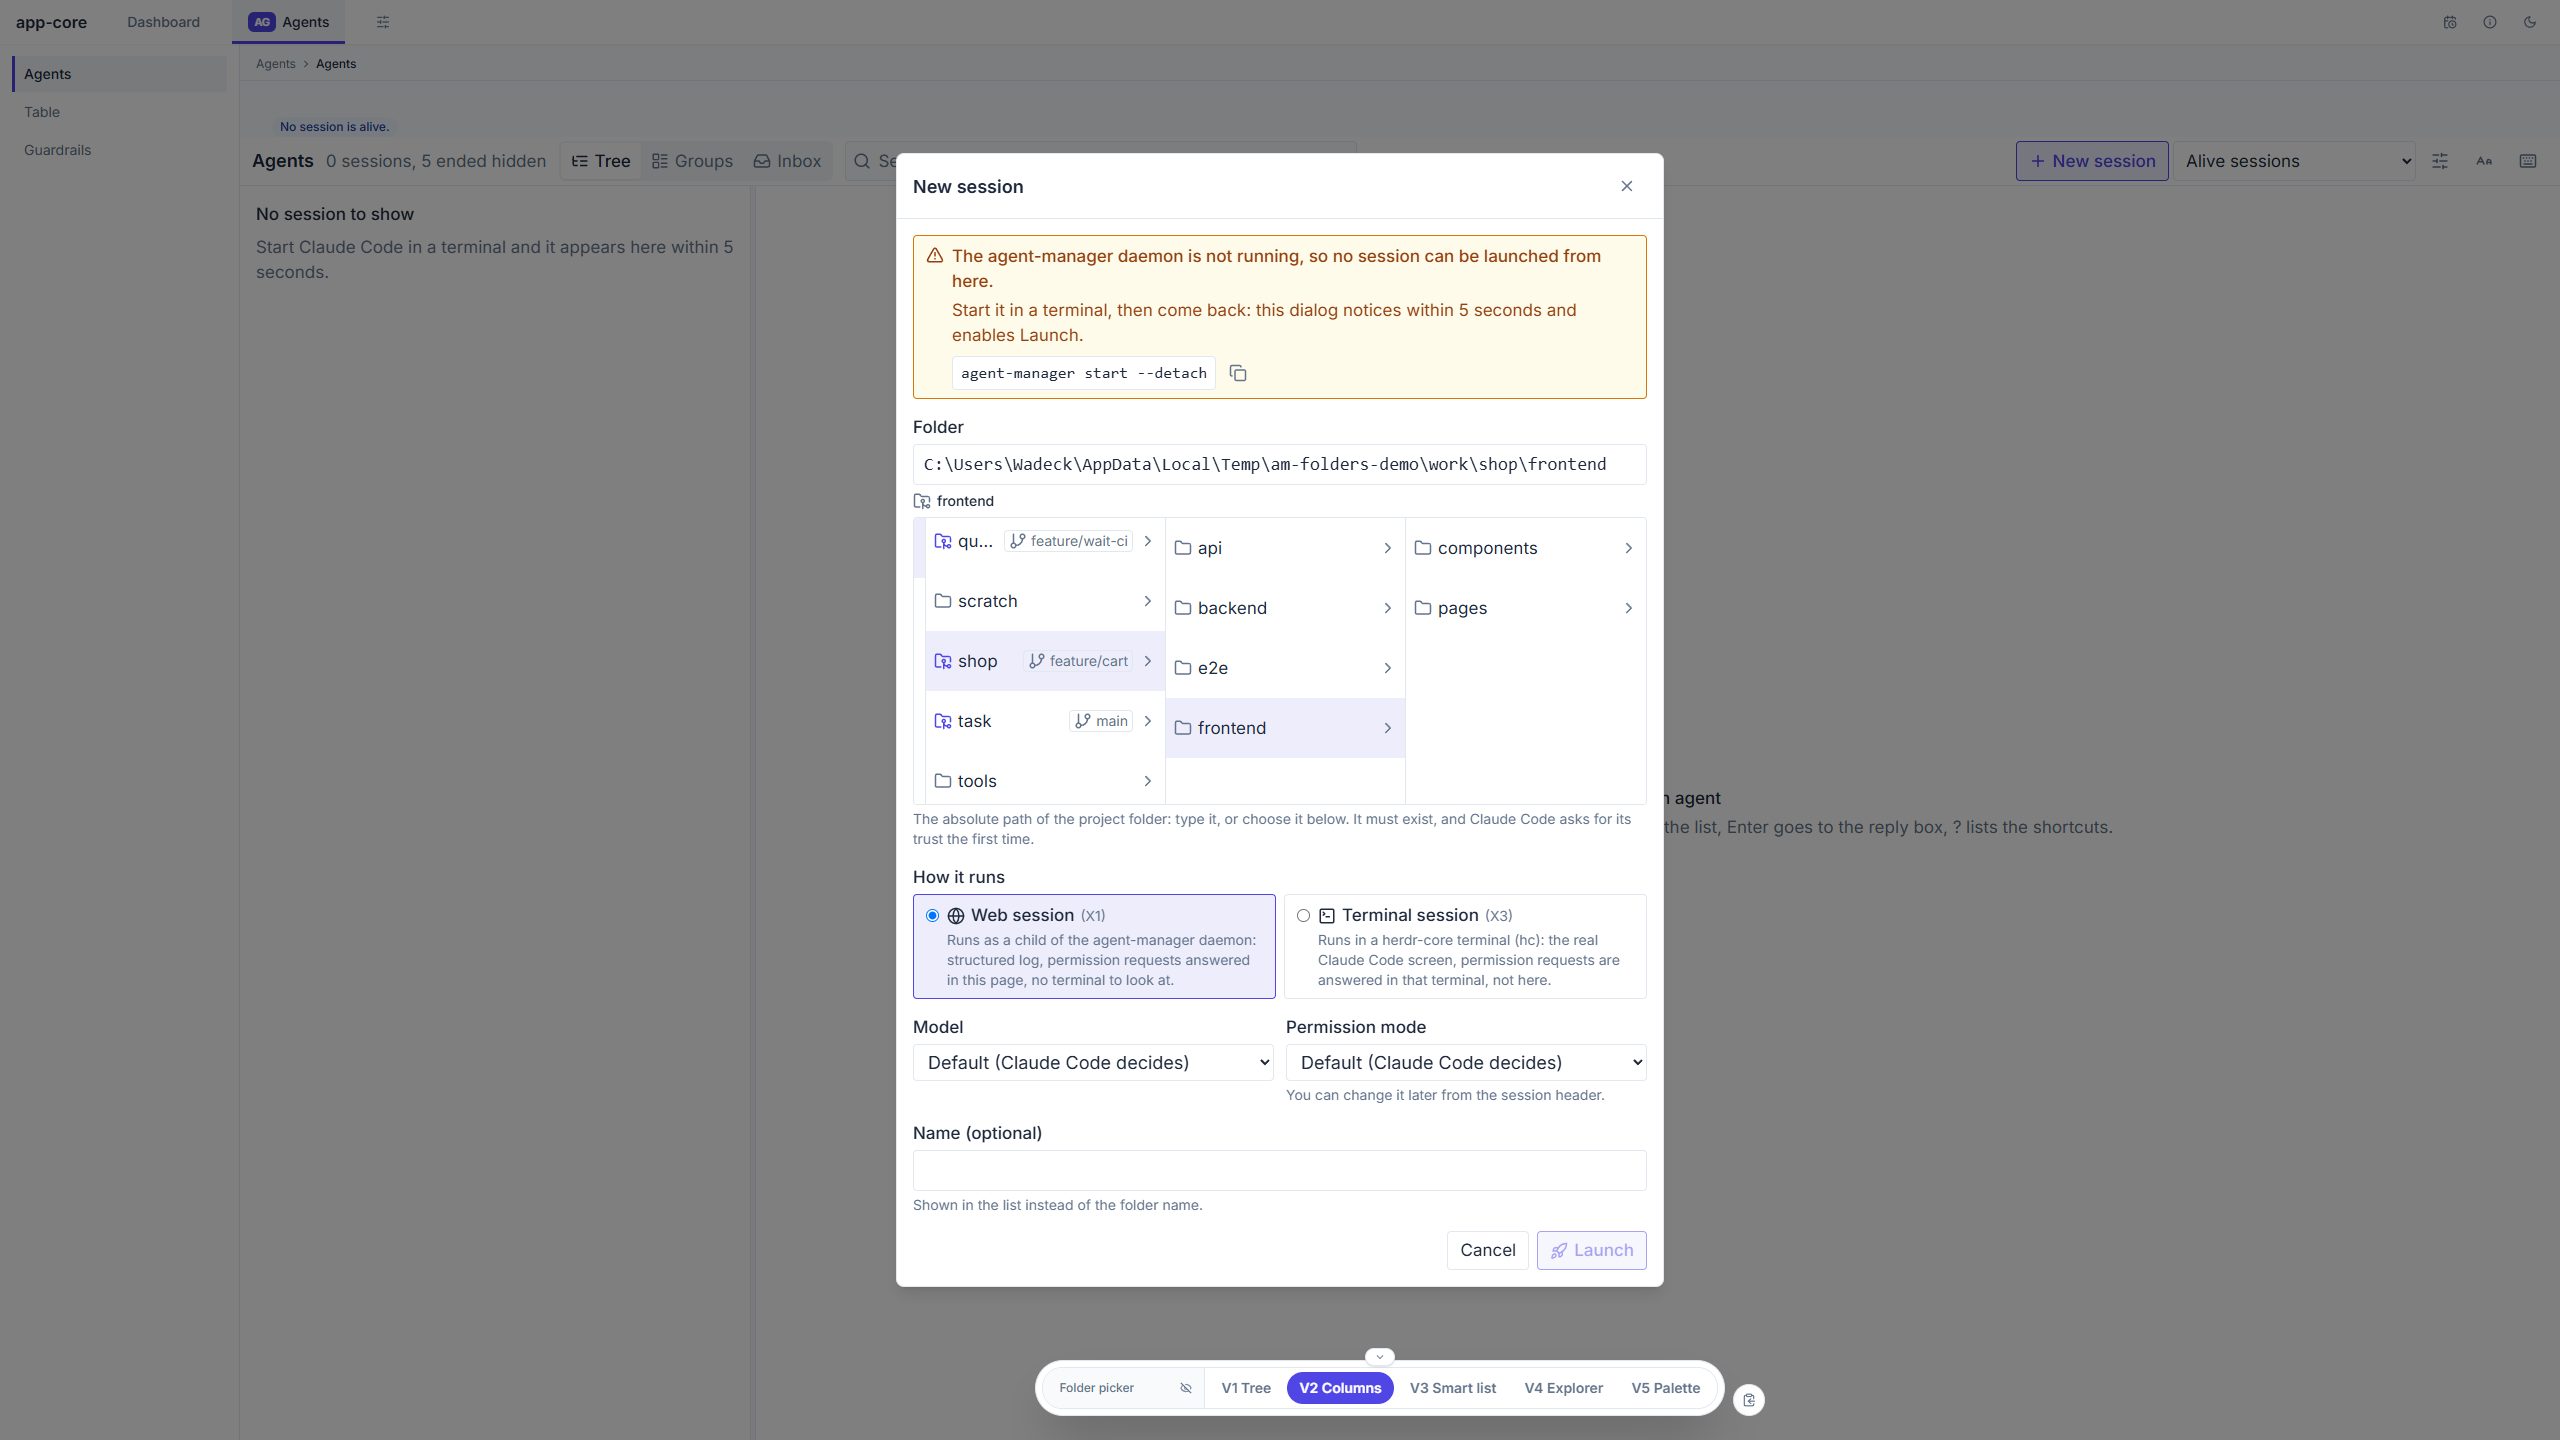 app-core
Dashboard
AG Agents
Agents
Table
Guardrails
Agents > Agents
No session is alive.
Agents 0 sessions, 5 ended hidden
Tree
Groups
Inbox
Se
+ New session
Alive sessions
No session to show
Start Claude Code in a terminal and it appears here within 5
seconds.
n agent
the list, Enter goes to the reply box, ? lists the shortcuts.
New session
The agent-manager daemon is not running, so no session can be launched from
here.
Start it in a terminal, then come back: this dialog notices within 5 seconds and
enables Launch.
agent-manager start --detach
Folder
C:\Users\Wadeck\AppData\Local\Temp\am-folders-demo\work\shop\frontend
frontend
qu... feature/wait-ci
scratch
shop feature/cart
task main
tools
api
backend
e2e
frontend
components
pages
The absolute path of the project folder: type it, or choose it below. It must exist, and Claude Code asks for its
trust the first time.
How it runs
Web session (X1)
Runs as a child of the agent-manager daemon:
structured log, permission requests answered
in this page, no terminal to look at.
Terminal session (X3)
Runs in a herdr-core terminal (hc): the real
Claude Code screen, permission requests are
answered in that terminal, not here.
Model
Default (Claude Code decides)
Permission mode
Default (Claude Code decides)
You can change it later from the session header.
Name (optional)
Shown in the list instead of the folder name.
Cancel
Launch
Folder picker
V1 Tree
V2 Columns
V3 Smart list
V4 Explorer
V5 Palette